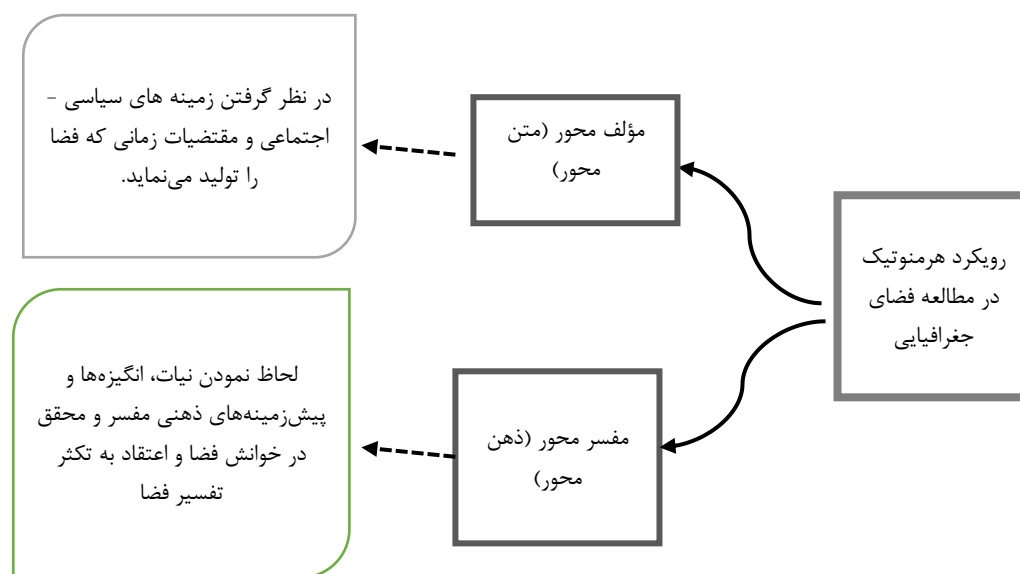 رویکرد هرمنوتیک
در مطالعه فضای
جغرافیایی
مؤلف محور (متن
محور)
در نظر گرفتن زمینه های سیاسی -
اجتماعی و مقتضیات زمانی که فضا
را تولید می‌نماید.
مفسر محور (ذهن
محور)
لحاظ نمودن نیات، انگیزه‌ها و
پیش‌زمینه‌های ذهنی مفسر و محقق
در خوانش فضا و اعتقاد به تکثر
تفسیر فضا